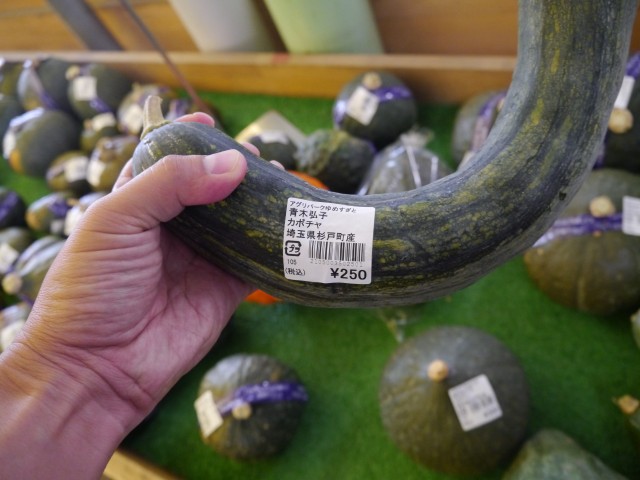 アグリパークゆめすぎと
青木弘子
カボチャ
埼玉県杉戸町産
105
(税込) ¥250